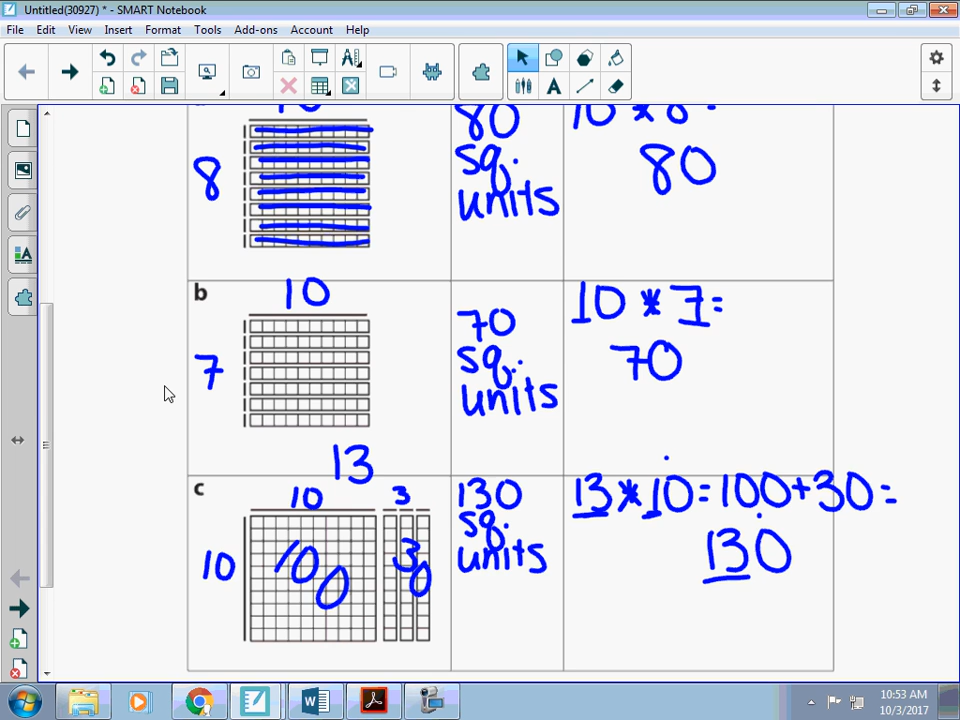 Untitled(30927) * - SMART Notebook
File Edit View Insert Format Tools Add-ons Account Help
10
8
80
sq.
units
10 * 8 =
80
b
10
7
70
sq.
units
10 * 7=
70
c
13
10 3
10
100
30
130
sq.
units
13 * 10 = 100 + 30 =
130
10:53 AM
10/3/2017